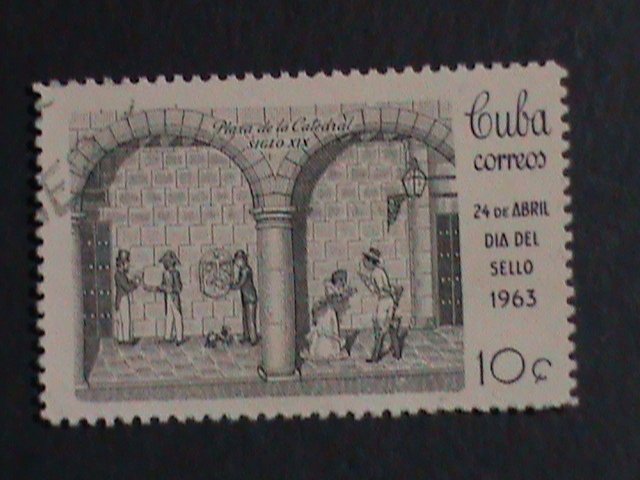 Plaza de la Catedral
SIGLO XIX
Cuba
correos
24 DE ABRIL
DIA DEL
SELLO
1963
10¢